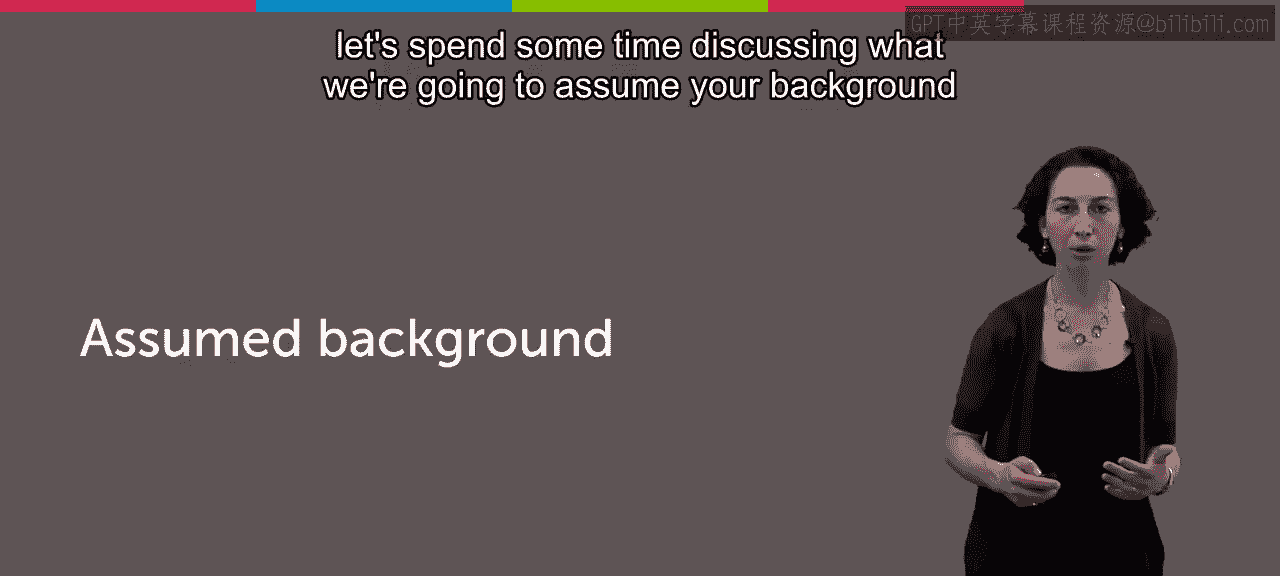 GPT中英字幕课程资源@bilibili.com
let's spend some time discussing what
we're going to assume your background
Assumed background